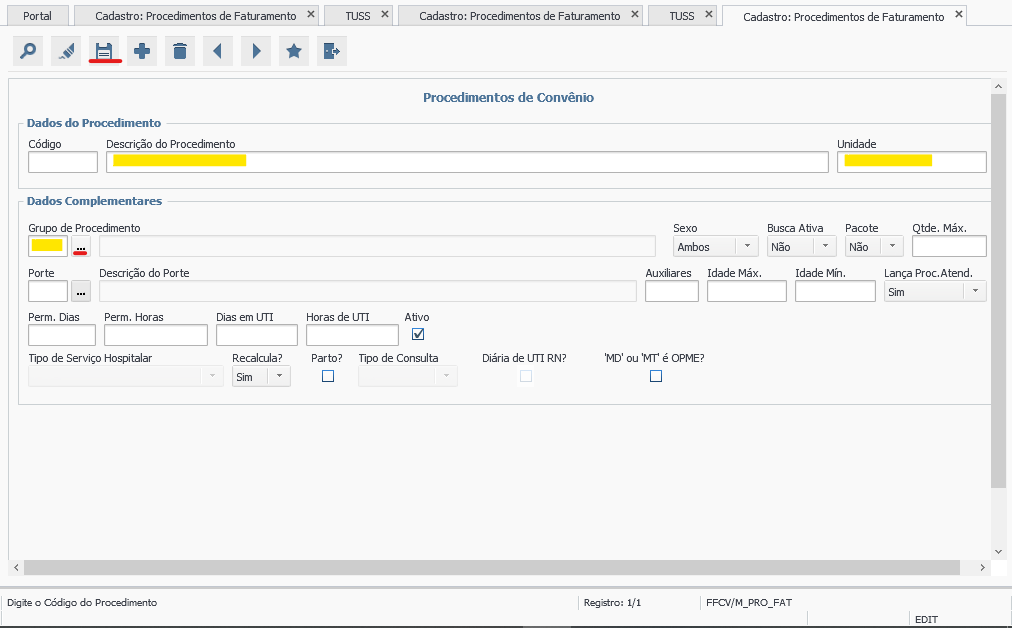 Portal Cadastro: Procedimentos de Faturamento TUSS Cadastro: Procedimentos de Faturamento TUSS Cadastro: Procedimentos de Faturamento
Procedimentos de Convênio
Dados do Procedimento
Código Descrição do Procedimento Unidade
Dados Complementares
Grupo de Procedimento Sexo Busca Ativa Pacote Qtde. Máx.
... Ambos Não Não
Porte Descrição do Porte Auxiliares Idade Máx. Idade Mín. Lança Proc.Atend.
... Sim
Perm. Dias Perm. Horas Dias em UTI Horas de UTI Ativo
Tipo de Serviço Hospitalar Recalcula? Parto? Tipo de Consulta Diária de UTI RN? 'MD' ou 'MT' é OPME?
Sim
Digite o Código do Procedimento Registro: 1/1 FFCV/M_PRO_FAT
EDIT